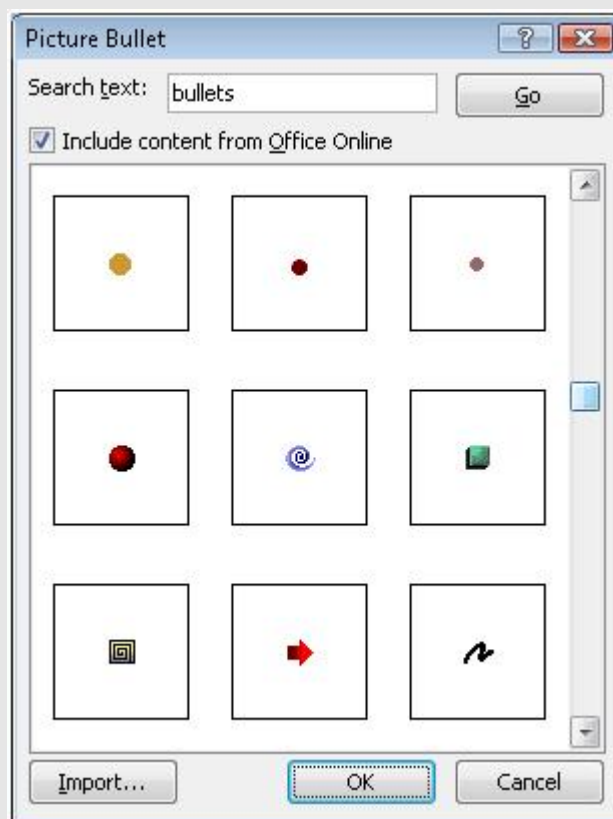 Picture Bullet
Search text: bullets Go
Include content from Office Online
Import... OK Cancel